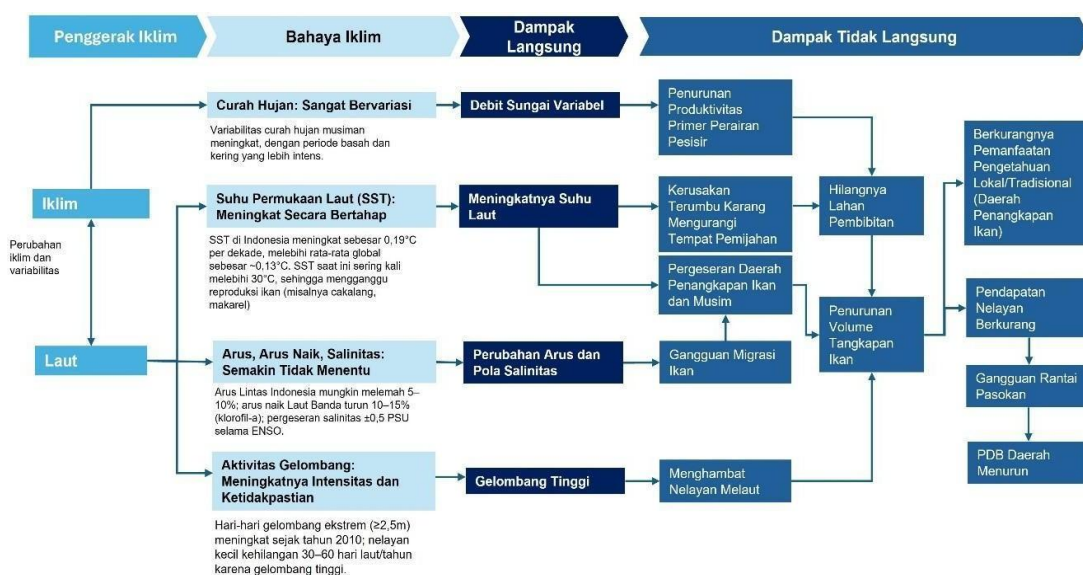 Penggerak Iklim
Bahaya Iklim
Dampak
Langsung
Dampak Tidak Langsung
Curah Hujan: Sangat Bervariasi
Variabilitas curah hujan musiman
meningkat, dengan periode basah dan
kering yang lebih intens.
Debit Sungai Variabel
Penurunan
Produktivitas
Primer Perairan
Pesisir
Berkurangnya
Pemanfaatan
Pengetahuan
Lokal/Tradisional
(Daerah
Penangkapan
Ikan)
Iklim
Perubahan
iklim dan
variabilitas
Laut
Suhu Permukaan Laut (SST):
Meningkat Secara Bertahap
SST di Indonesia meningkat sebesar 0,19°C
per dekade, melebihi rata-rata global
sebesar ~0.13°C. SST saat ini sering kali
melebihi 30°C, sehingga mengganggu
reproduksi ikan (misalnya cakalang,
makarel)
Meningkatnya Suhu
Laut
Kerusakan
Terumbu Karang
Mengurangi
Tempat Pemijahan
Hilangnya
Lahan
Pembibitan
Pergeseran Daerah
Penangkapan Ikan
dan Musim
Penurunan
Volume
Tangkapan
Ikan
Pendapatan
Nelayan
Berkurang
Arus, Arus Naik, Salinitas:
Semakin Tidak Menentu
Arus Lintas Indonesia mungkin melemah 5–
10%; arus naik Laut Banda turun 10–15%
(klorofil-a); pergeseran salinitas ±0,5 PSU
selama ENSO.
Perubahan Arus dan
Pola Salinitas
Gangguan Migrasi
Ikan
Gangguan Rantai
Pasokan
PDB Daerah
Menurun
Aktivitas Gelombang:
Meningkatnya Intensitas dan
Ketidakpastian
Hari-hari gelombang ekstrem (≥2,5m)
meningkat sejak tahun 2010; nelayan
kecil kehilangan 30–60 hari laut/tahun
karena gelombang tinggi.
Gelombang Tinggi
Menghambat
Nelayan Melaut